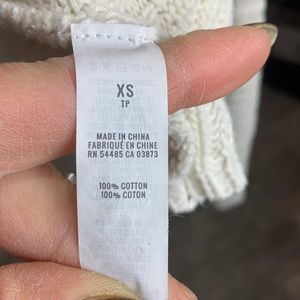 XS
TP
MADE IN CHINA
FABRIQUÉ EN CHINE
RN 54485 CA 03873
100% COTTON
100% COTON